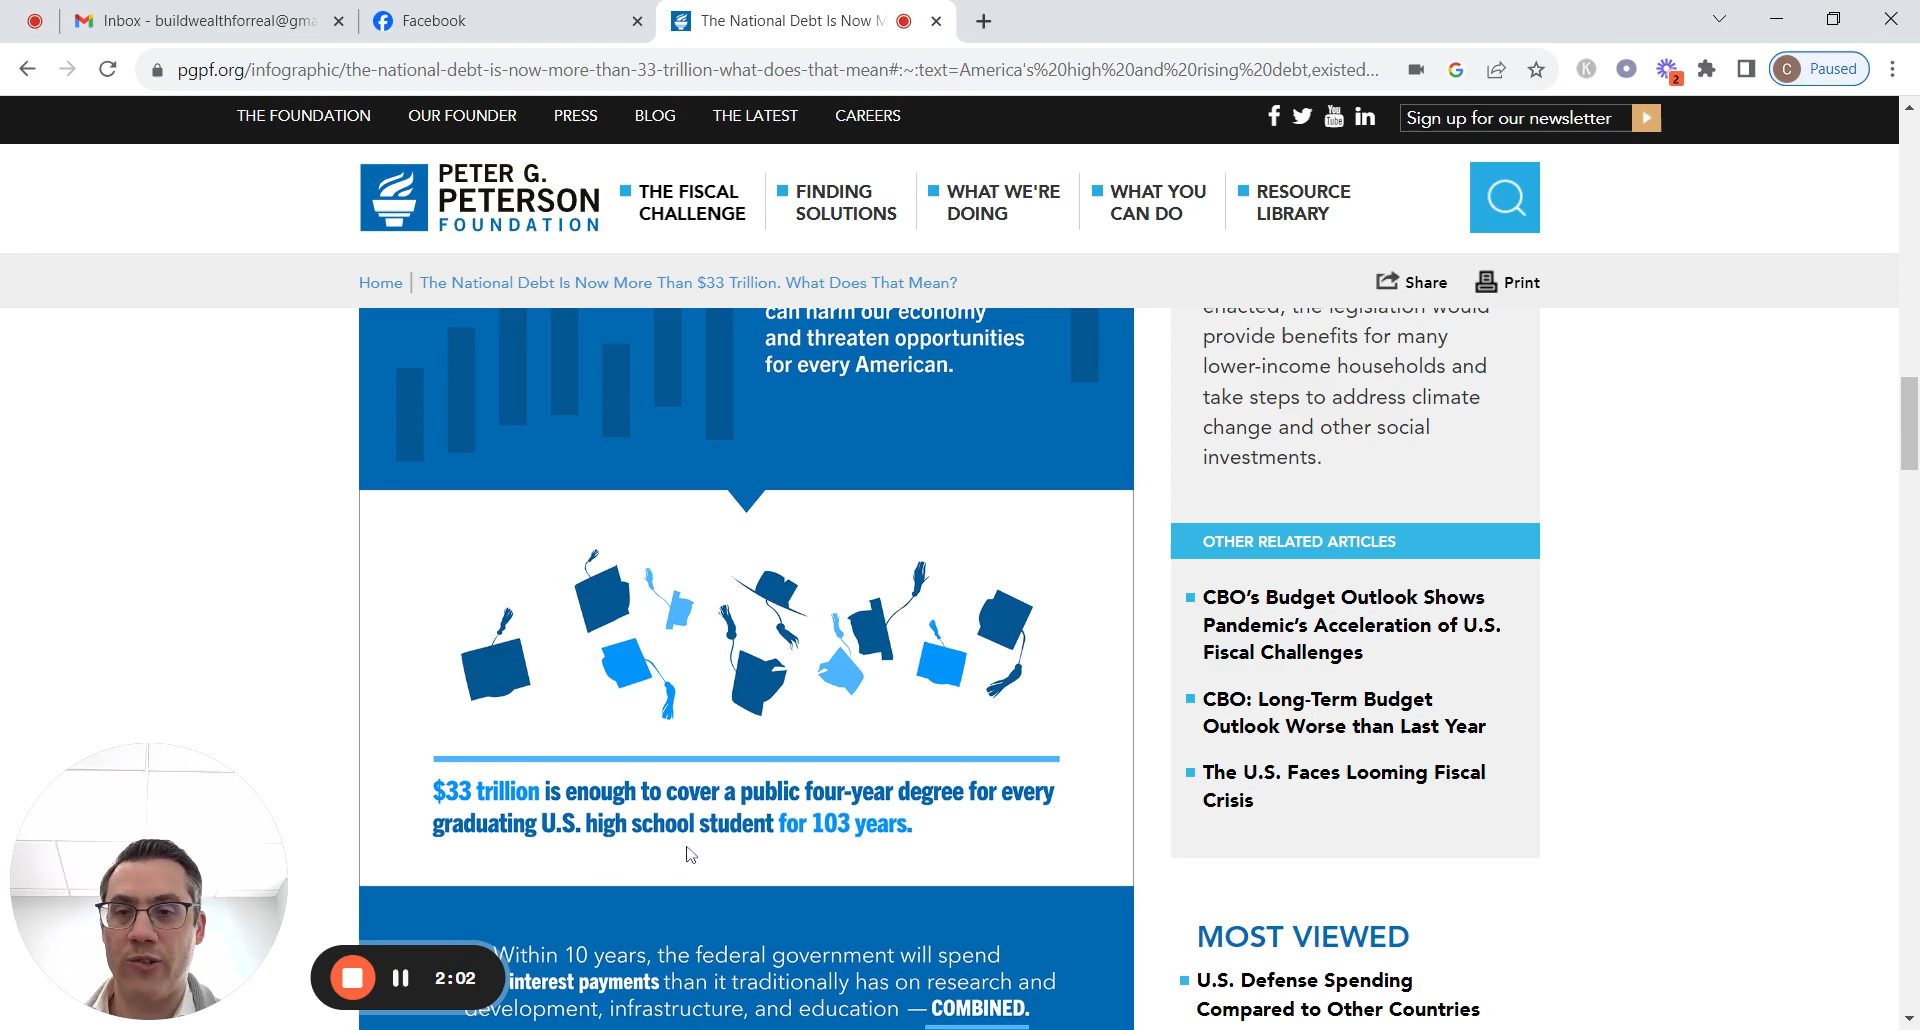 Inbox - buildwealthforreal@gma
Facebook
The National Debt Is Now M
pgpf.org/infographic/the-national-debt-is-now-more-than-33-trillion-what-does-that-mean#:~:text=America's%20high%20and%20rising%20debt,existed...
K
2
C Paused
THE FOUNDATION OUR FOUNDER PRESS BLOG THE LATEST CAREERS
You Tube
in
Sign up for our newsletter
PETER G.
PETERSON
FOUNDATION
THE FISCAL
CHALLENGE
FINDING
SOLUTIONS
WHAT WE'RE
DOING
WHAT YOU
CAN DO
RESOURCE
LIBRARY
Home | The National Debt Is Now More Than $33 Trillion. What Does That Mean?
Share
Print
can harm our economy
and threaten opportunities
for every American.
$33 trillion is enough to cover a public four-year degree for every
graduating U.S. high school student for 103 years.
Within 10 years, the federal government will spend
interest payments than it traditionally has on research and
development, infrastructure, and education — COMBINED.
enacted, the legislation would
provide benefits for many
lower-income households and
take steps to address climate
change and other social
investments.
OTHER RELATED ARTICLES
CBO's Budget Outlook Shows
Pandemic's Acceleration of U.S.
Fiscal Challenges
CBO: Long-Term Budget
Outlook Worse than Last Year
The U.S. Faces Looming Fiscal
Crisis
MOST VIEWED
U.S. Defense Spending
Compared to Other Countries
2:02